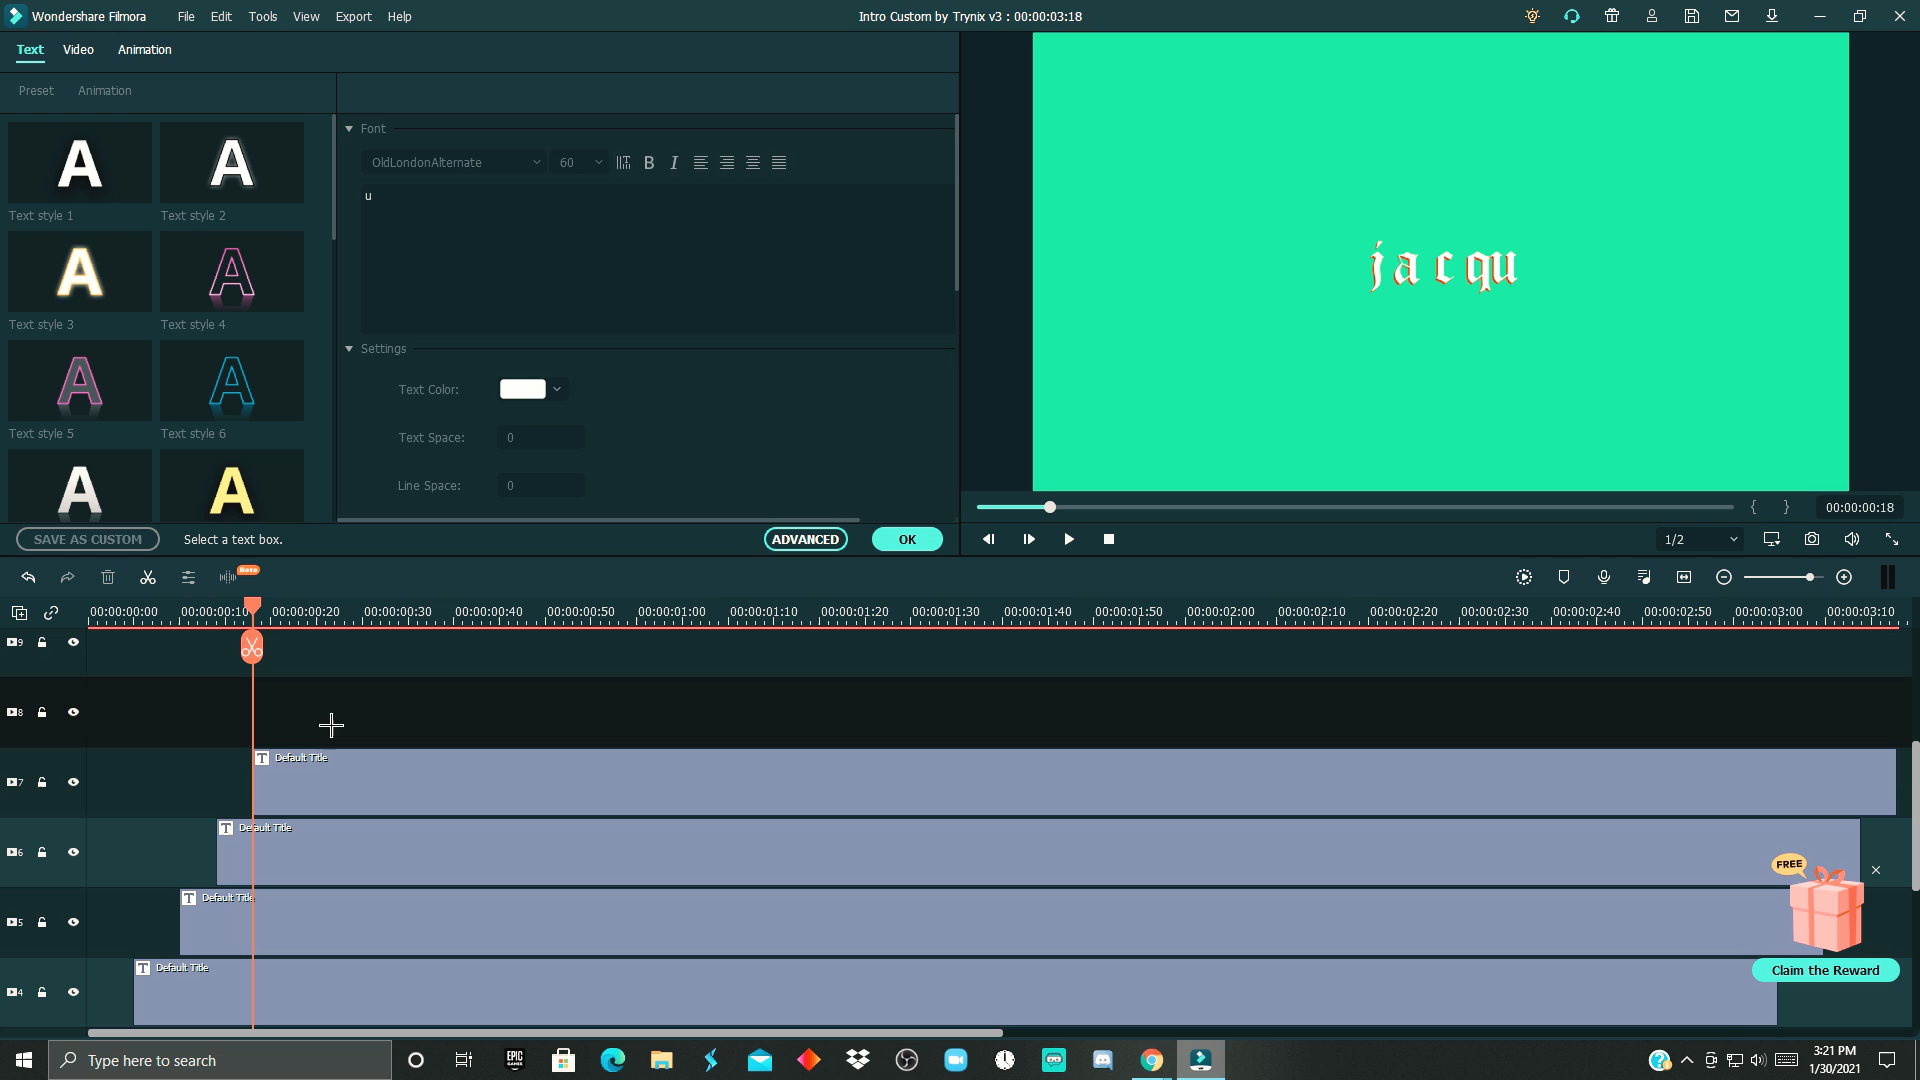 Wondershare Filmora File Edit Tools View Export Help Intro Custom by Trynix v3 : 00:00:03:18
Text Video Animation
Preset Animation
A A
Text style 1 Text style 2
A A
Text style 3 Text style 4
A A
Text style 5 Text style 6
A A
Font
OldLondonAlternate 60 B I
u
Settings
Text Color:
Text Space: 0
Line Space: 0
SAVE AS CUSTOM Select a text box. ADVANCED OK
j a c q u
{ } 00:00:00:18
1/2
Beta
00:00:00:00 00:00:00:10 00:00:00:20 00:00:00:30 00:00:00:40 00:00:00:50 00:00:01:00 00:00:01:10 00:00:01:20 00:00:01:30 00:00:01:40 00:00:01:50 00:00:02:00 00:00:02:10 00:00:02:20 00:00:02:30 00:00:02:40 00:00:02:50 00:00:03:00 00:00:03:10
9
8
7 T Default Title
6 T Default Title
5 T Default Title
4 T Default Title
FREE
Claim the Reward
Type here to search
EPIC GAMES
3:21 PM
1/30/2021